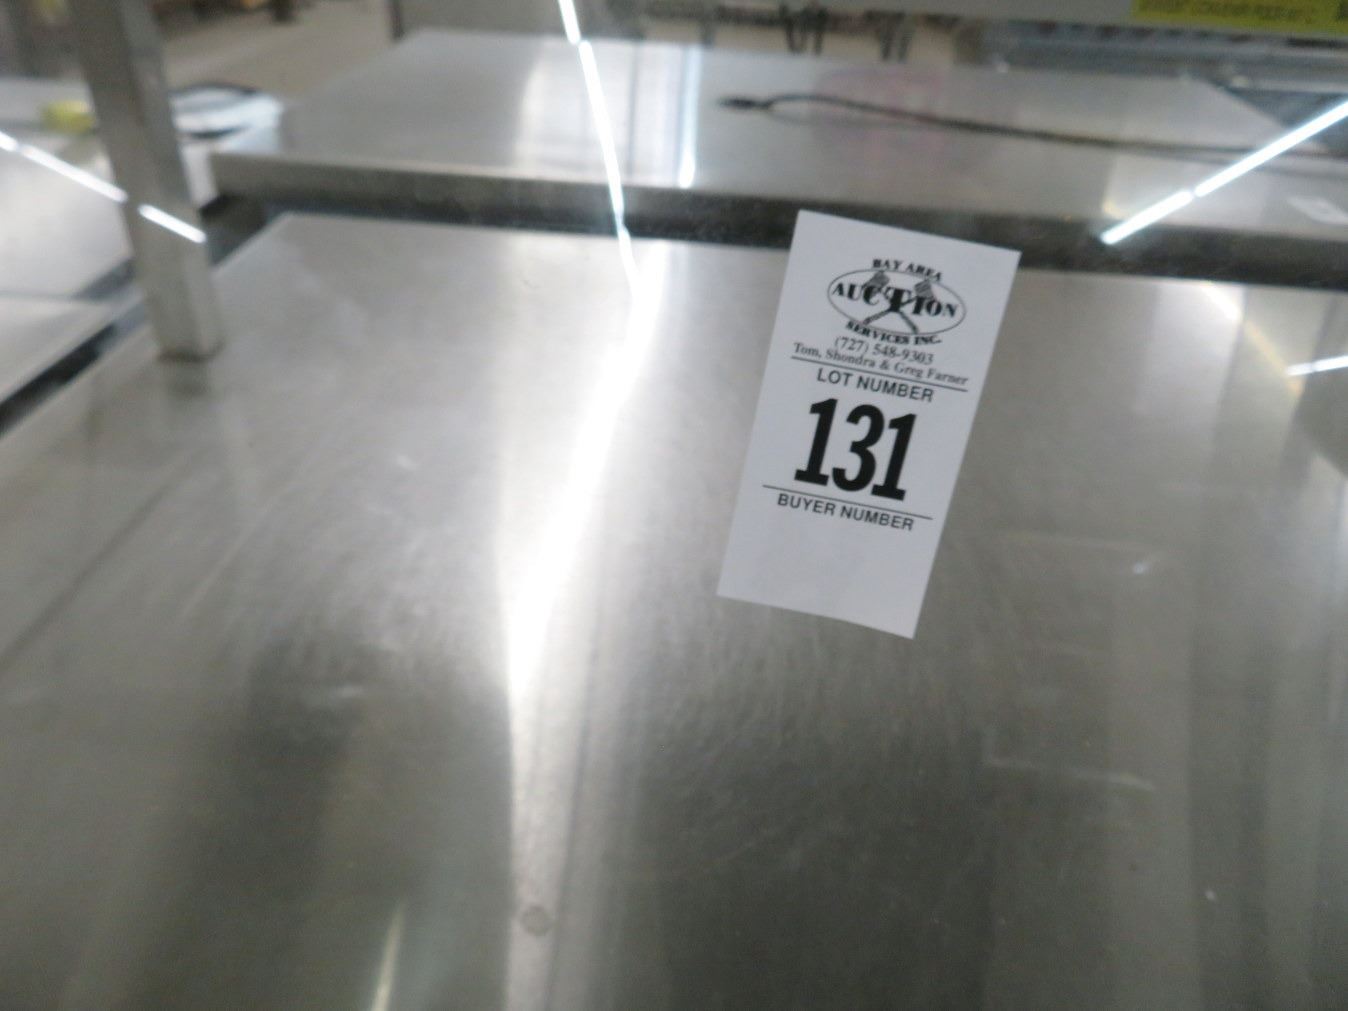 BAY AREA
AUCTION
SERVICES INC.
(727) 548-9303
Tom, Shondra & Greg Farner
LOT NUMBER
131
BUYER NUMBER